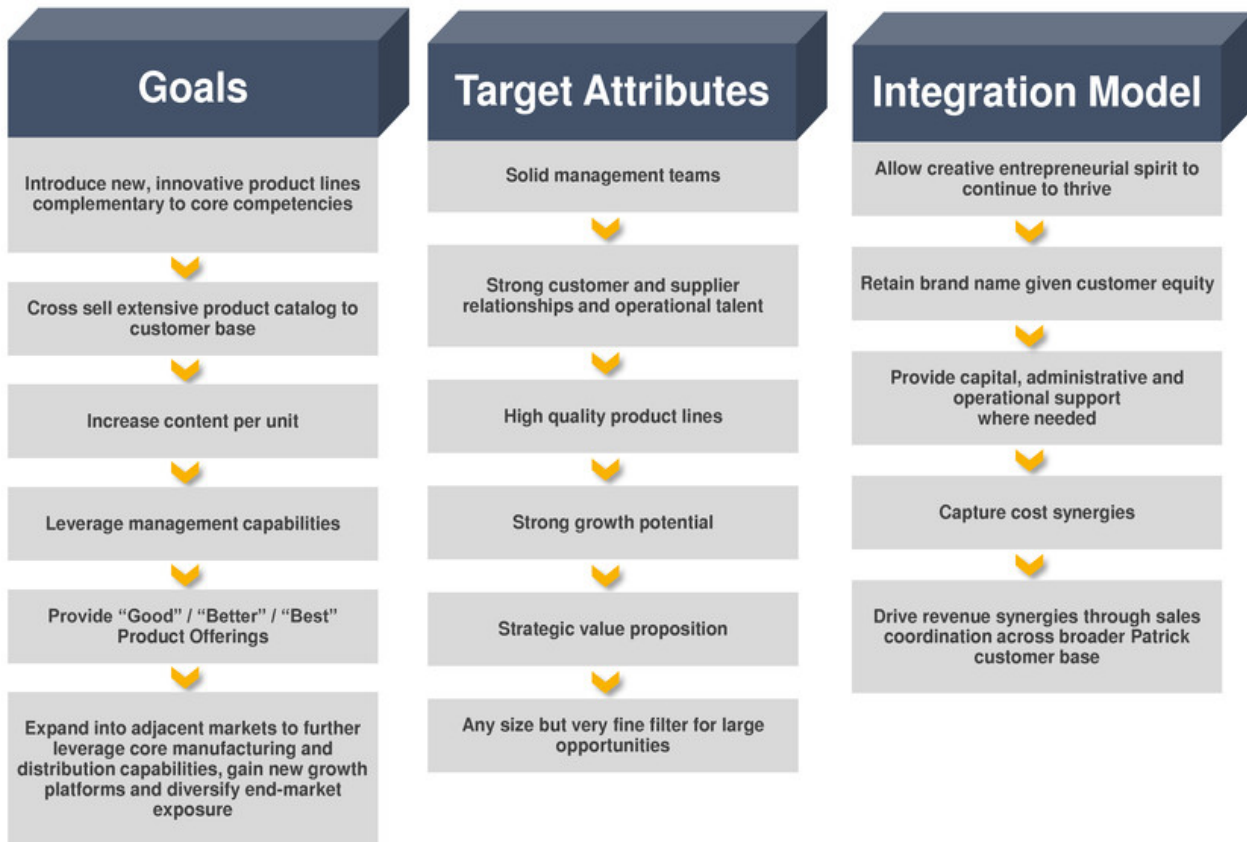 Goals
Introduce new, innovative product lines
complementary to core competencies
Cross sell extensive product catalog to
customer base
Increase content per unit
Leverage management capabilities
Provide “Good” / “Better” / “Best”
Product Offerings
Expand into adjacent markets to further
leverage core manufacturing and
distribution capabilities, gain new growth
platforms and diversify end-market
exposure
Target Attributes
Solid management teams
Strong customer and supplier
relationships and operational talent
High quality product lines
Strong growth potential
Strategic value proposition
Any size but very fine filter for large
opportunities
Integration Model
Allow creative entrepreneurial spirit to
continue to thrive
Retain brand name given customer equity
Provide capital, administrative and
operational support
where needed
Capture cost synergies
Drive revenue synergies through sales
coordination across broader Patrick
customer base